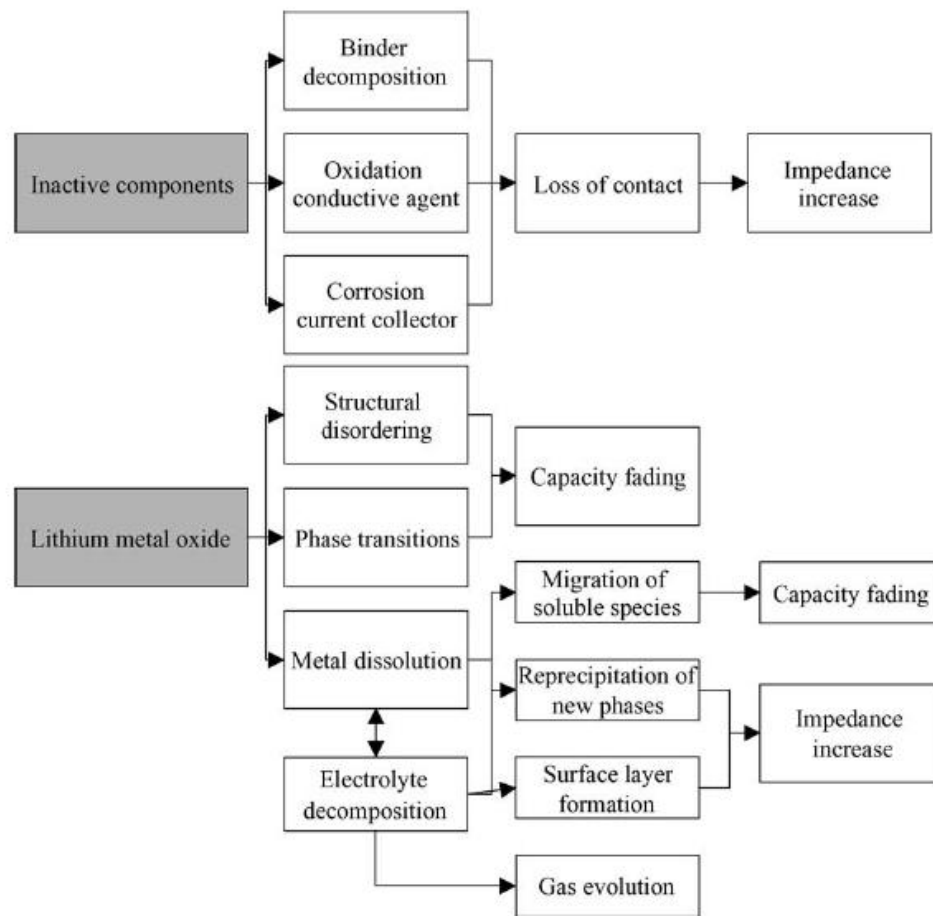 Binder
decomposition
Inactive components
Oxidation
conductive agent
Loss of contact
Impedance
increase
Corrosion
current collector
Structural
disordering
Capacity fading
Lithium metal oxide
Phase transitions
Migration of
soluble species
Capacity fading
Metal dissolution
Reprecipitation of
new phases
Impedance
increase
Electrolyte
decomposition
Surface layer
formation
Gas evolution